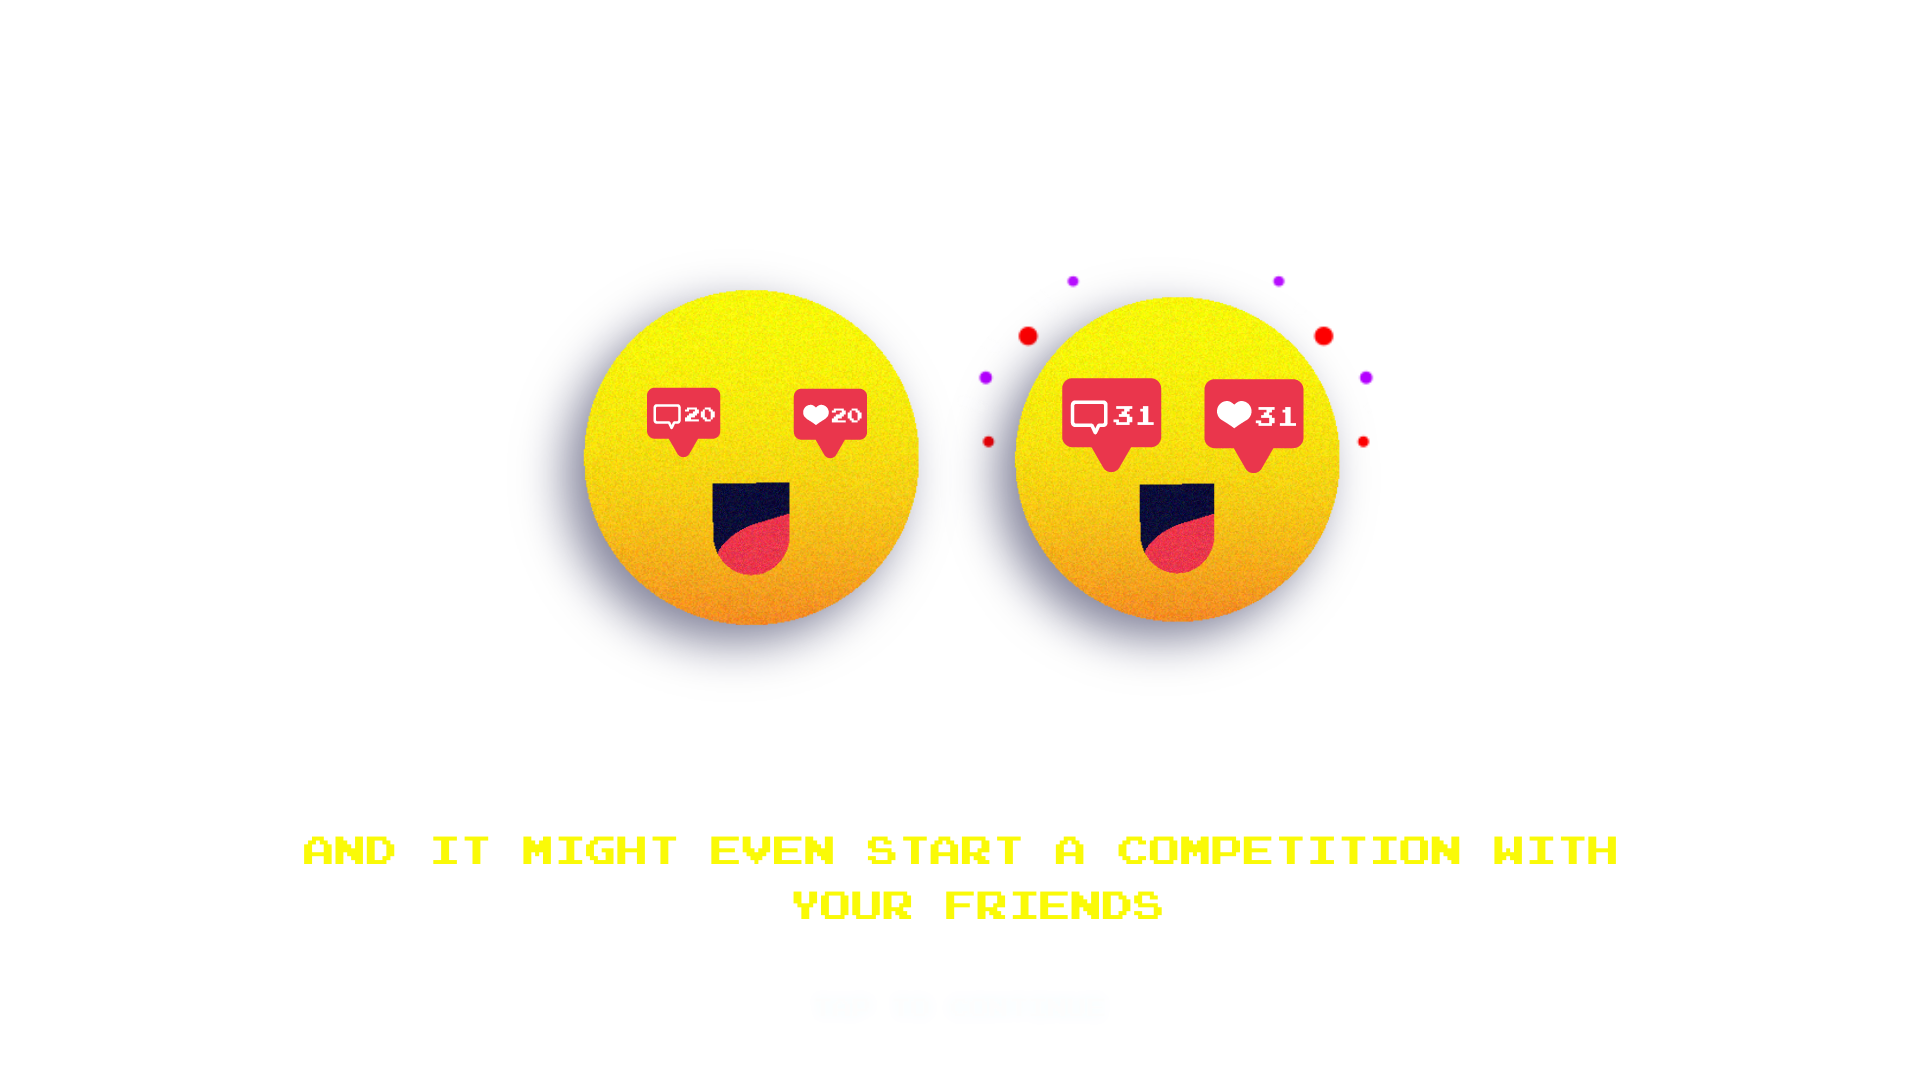 20 20 31 31
AND IT MIGHT EVEN START A COMPETITION WITH
YOUR FRIENDS